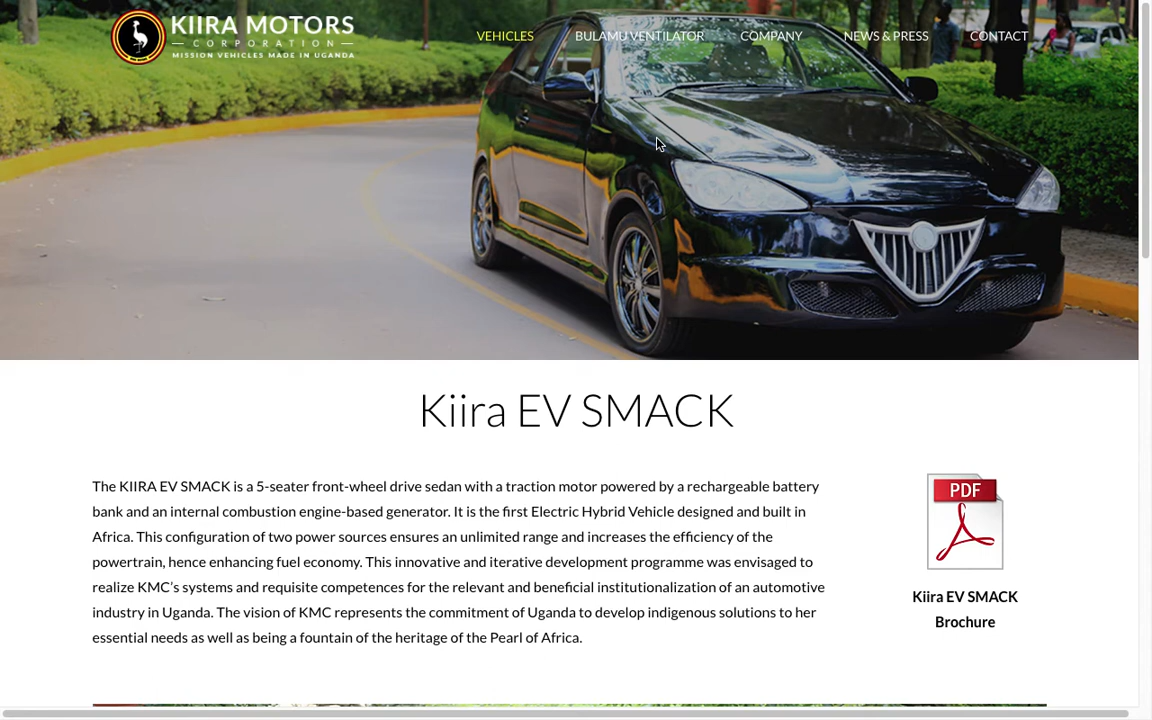 KIIRA MOTORS
CORPORATION
MISSION VEHICLES MADE IN UGANDA
VEHICLES BULAMU VENTILATOR COMPANY NEWS & PRESS CONTACT
Kiira EV SMACK
The KIIRA EV SMACK is a 5-seater front-wheel drive sedan with a traction motor powered by a rechargeable battery
bank and an internal combustion engine-based generator. It is the first Electric Hybrid Vehicle designed and built in
Africa. This configuration of two power sources ensures an unlimited range and increases the efficiency of the
powertrain, hence enhancing fuel economy. This innovative and iterative development programme was envisaged to
realize KMC's systems and requisite competences for the relevant and beneficial institutionalization of an automotive
industry in Uganda. The vision of KMC represents the commitment of Uganda to develop indigenous solutions to her
essential needs as well as being a fountain of the heritage of the Pearl of Africa.
PDF
Kiira EV SMACK
Brochure